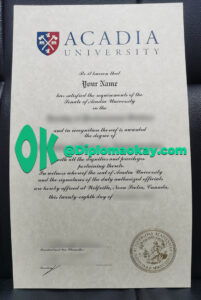 ACADIA
UNIVERSITY
Be it known that
Your Name
has satisfied the requirements of the
Senate of Acadia University
in the
and in recognition thereof is awarded
the degree of
OK @Diplomaokay.com
with all the dignities and privileges
pertaining thereto.
In witness whereof the seal of Acadia University
and the signatures of the duly authorized officials
are hereby affixed at Wolfville, Nova Scotia, Canada,
this twenty-eighth day of